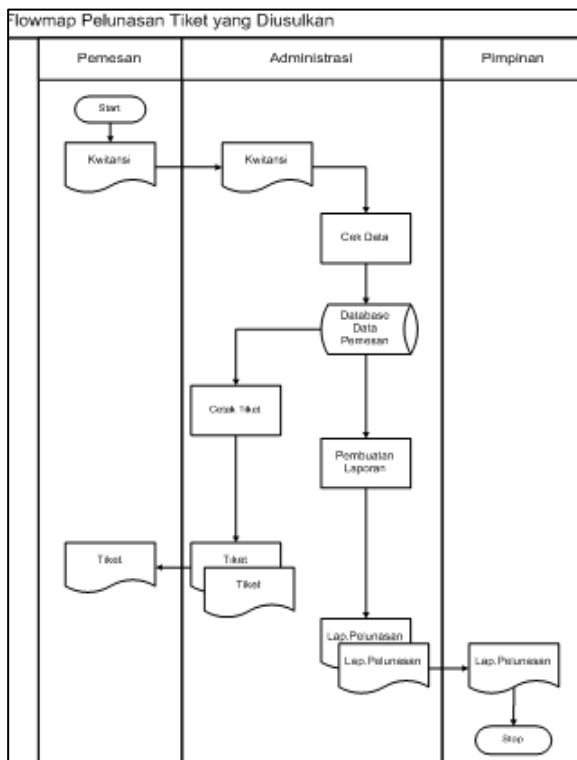 Flowmap Pelunasan Tiket yang Diusulkan
Pemesan
Administrasi
Pimpinan
Start
Kwitansi
Kwitansi
Cek Data
Database
Data
Pemesan
Cetak Tiket
Pembuatan
Laporan
Tiket
Tiket
Tiket
Lap.Pelunasan
Lap.Pelunasan
Lap.Pelunasan
Stop